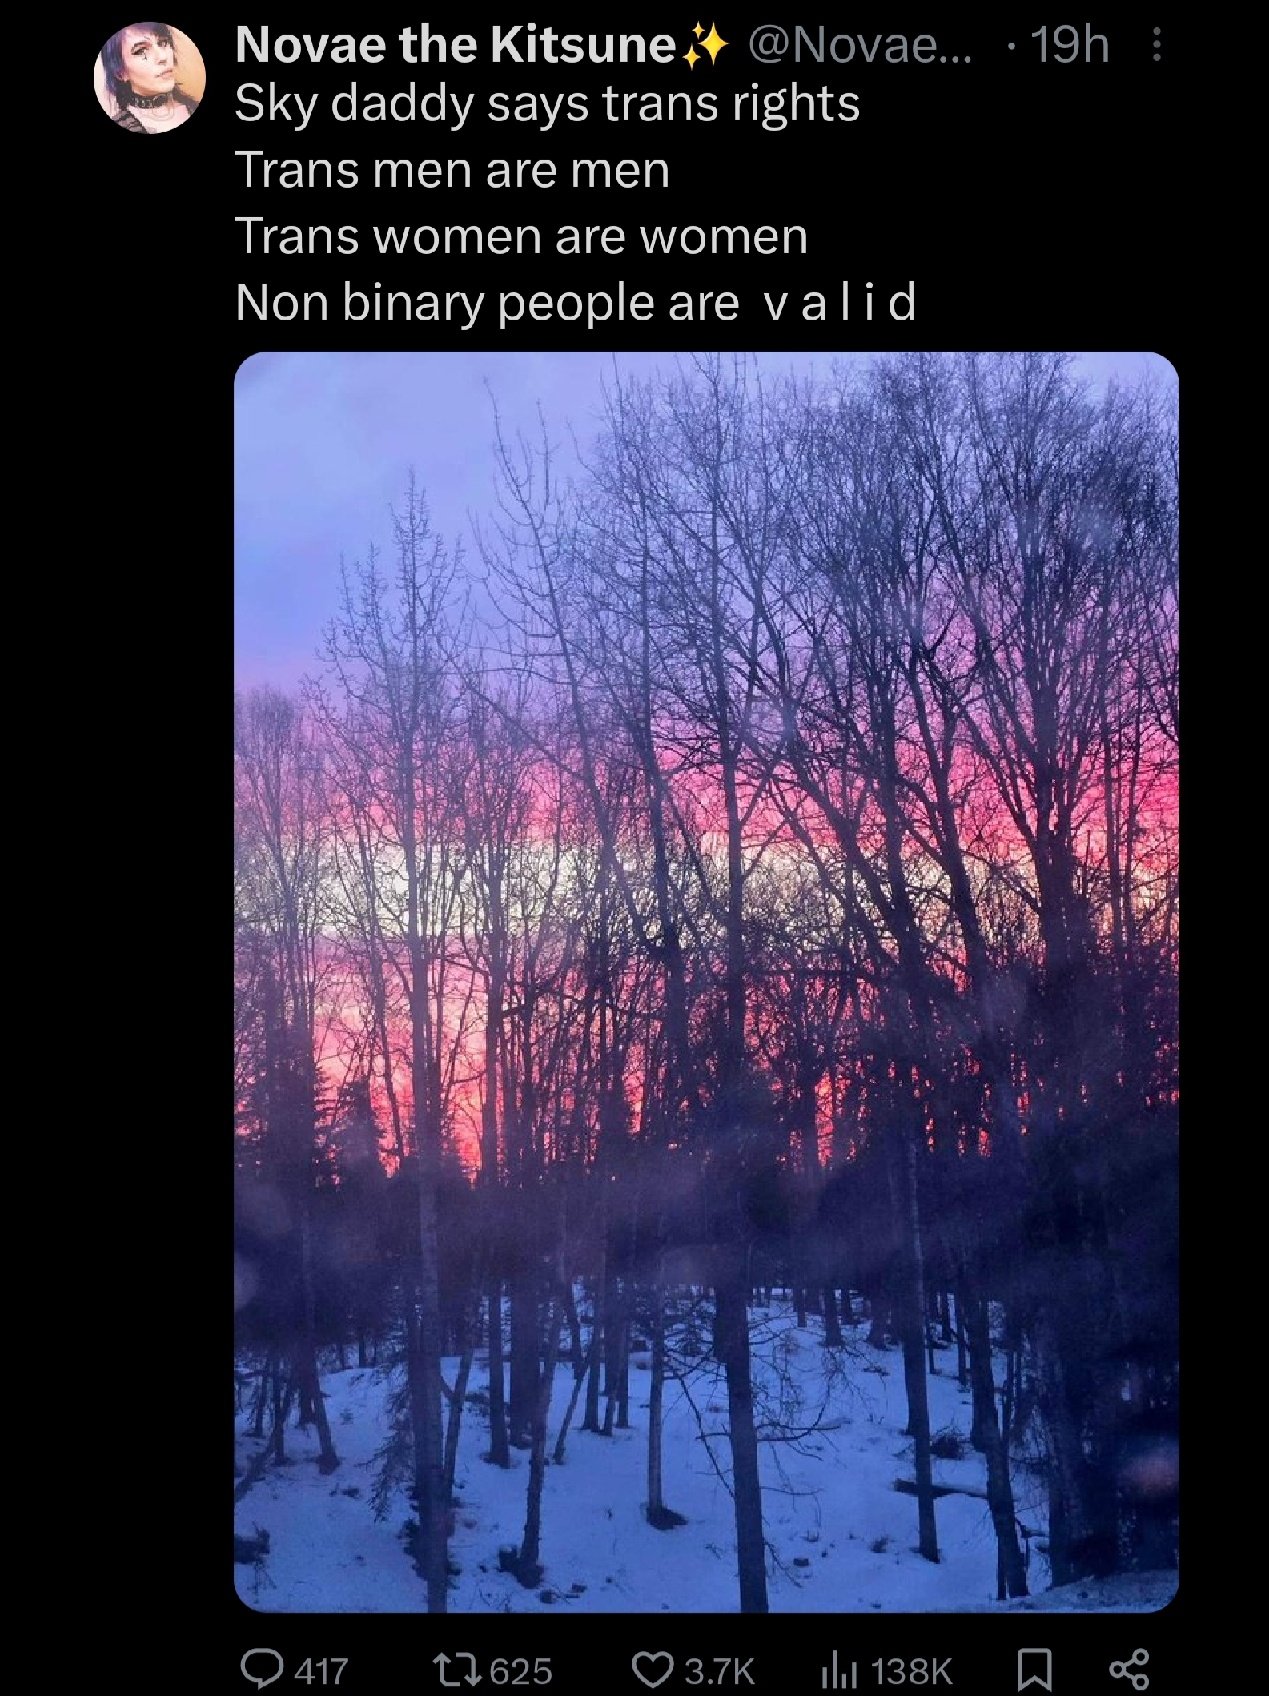 Novae the Kitsune✨ @Novae... · 19h
Sky daddy says trans rights
Trans men are men
Trans women are women
Non binary people are v a l i d
417 625 3.7K 138K